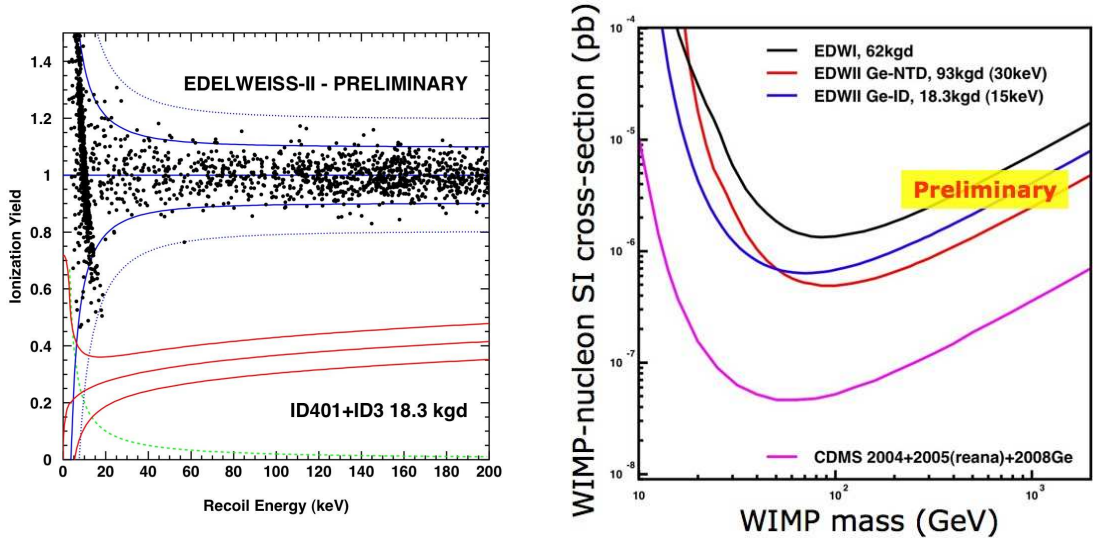 EDELWEISS-II - PRELIMINARY
ID401+ID3 18.3 kgd
Ionization Yield
1.4
1.2
1
0.8
0.6
0.4
0.2
0
0 20 40 60 80 100 120 140 160 180 200
Recoil Energy (keV)
WIMP-nucleon SI cross-section (pb)
10⁻⁴
10⁻⁵
10⁻⁶
10⁻⁷
10⁻⁸
EDWI, 62kgd
EDWII Ge-NTD, 93kgd (30keV)
EDWII Ge-ID, 18.3kgd (15keV)
Preliminary
CDMS 2004+2005(reana)+2008Ge
10 10² 10³
WIMP mass (GeV)